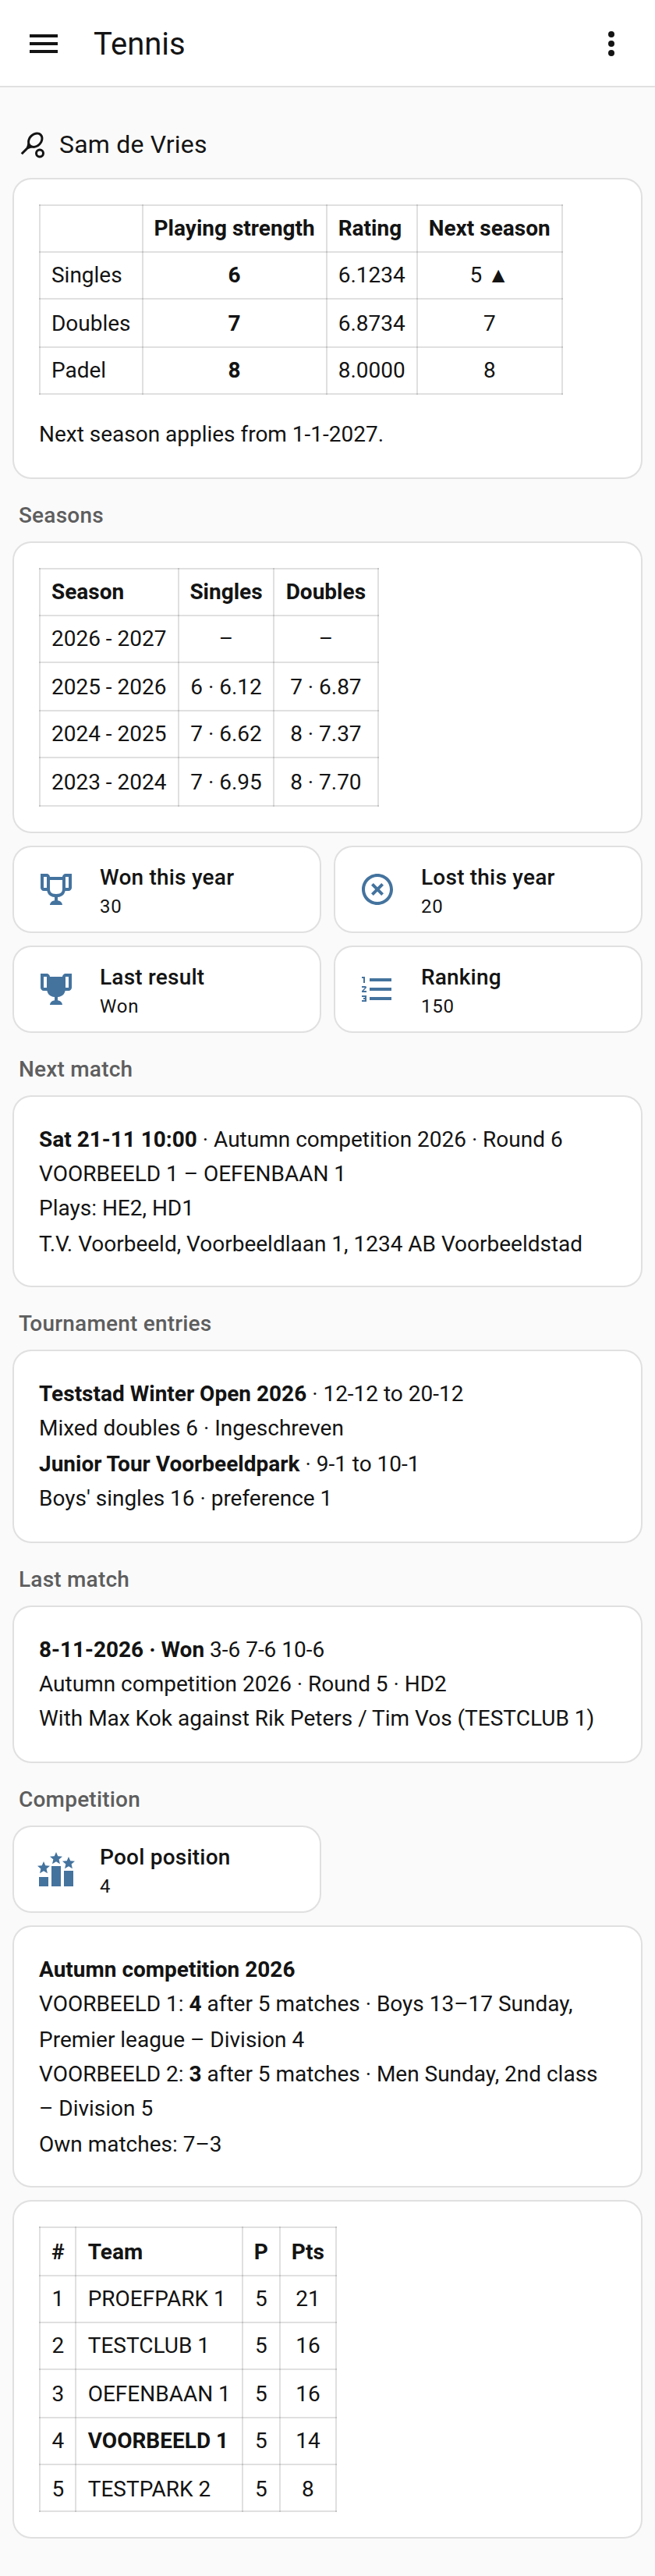 Tennis
Sam de Vries
Playing strength Rating Next season
Singles 6 6.1234 5 ▲
Doubles 7 6.8734 7
Padel 8 8.0000 8
Next season applies from 1-1-2027.
Seasons
Season Singles Doubles
2026 - 2027 – –
2025 - 2026 6 · 6.12 7 · 6.87
2024 - 2025 7 · 6.62 8 · 7.37
2023 - 2024 7 · 6.95 8 · 7.70
Won this year
30
Lost this year
20
Last result
Won
Ranking
150
Next match
Sat 21-11 10:00 · Autumn competition 2026 · Round 6
VOORBEELD 1 – OEFENBAAN 1
Plays: HE2, HD1
T.V. Voorbeeld, Voorbeeldlaan 1, 1234 AB Voorbeeldstad
Tournament entries
Teststad Winter Open 2026 · 12-12 to 20-12
Mixed doubles 6 · Ingeschreven
Junior Tour Voorbeeldpark · 9-1 to 10-1
Boys' singles 16 · preference 1
Last match
8-11-2026 · Won 3-6 7-6 10-6
Autumn competition 2026 · Round 5 · HD2
With Max Kok against Rik Peters / Tim Vos (TESTCLUB 1)
Competition
Pool position
4
Autumn competition 2026
VOORBEELD 1: 4 after 5 matches · Boys 13–17 Sunday,
Premier league – Division 4
VOORBEELD 2: 3 after 5 matches · Men Sunday, 2nd class
– Division 5
Own matches: 7–3
# Team P Pts
1 PROEFPARK 1 5 21
2 TESTCLUB 1 5 16
3 OEFENBAAN 1 5 16
4 VOORBEELD 1 5 14
5 TESTPARK 2 5 8